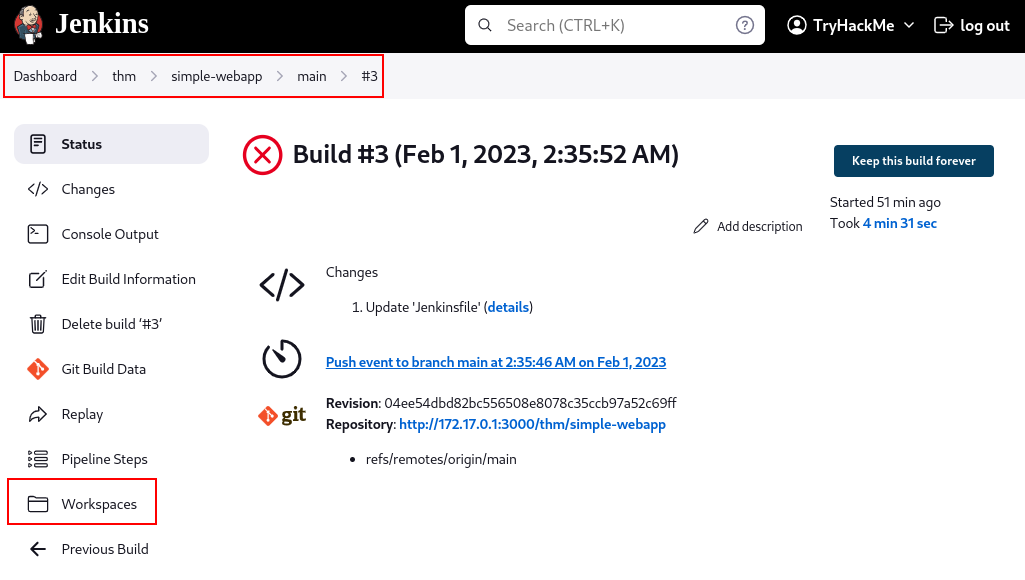 Jenkins
Search (CTRL+K)
TryHackMe
log out
Dashboard thm simple-webapp main #3
Status
Changes
Console Output
Edit Build Information
Delete build ‘#3’
Git Build Data
Replay
Pipeline Steps
Workspaces
Previous Build
Build #3 (Feb 1, 2023, 2:35:52 AM)
Keep this build forever
Started 51 min ago
Took 4 min 31 sec
Add description
Changes
1. Update 'Jenkinsfile' (details)
Push event to branch main at 2:35:46 AM on Feb 1, 2023
git
Revision: 04ee54dbd82bc556508e8078c35ccb97a52c69ff
Repository: http://172.17.0.1:3000/thm/simple-webapp
• refs/remotes/origin/main